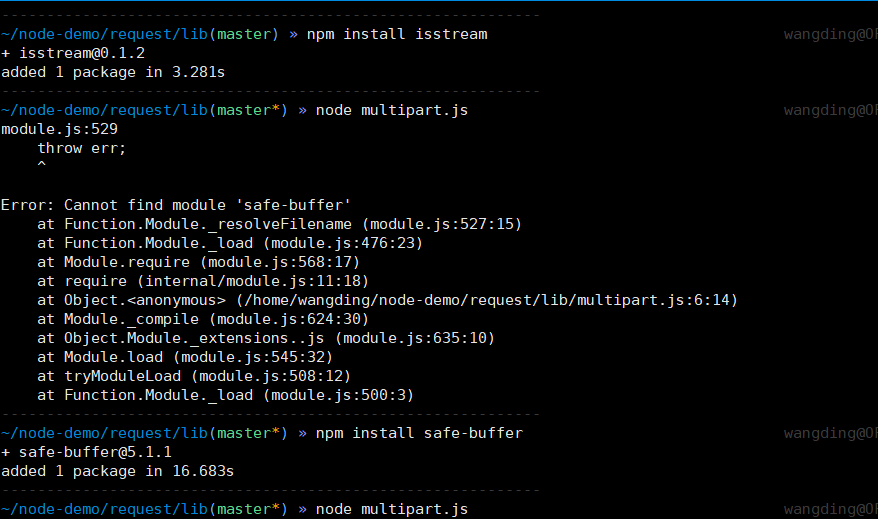 ------------------------------------------------------------
~/node-demo/request/lib(master) » npm install isstream wangding@
+ isstream@0.1.2
added 1 package in 3.281s
------------------------------------------------------------
~/node-demo/request/lib(master*) » node multipart.js wangding@
module.js:529
    throw err;
    ^

Error: Cannot find module 'safe-buffer'
    at Function.Module._resolveFilename (module.js:527:15)
    at Function.Module._load (module.js:476:23)
    at Module.require (module.js:568:17)
    at require (internal/module.js:11:18)
    at Object.<anonymous> (/home/wangding/node-demo/request/lib/multipart.js:6:14)
    at Module._compile (module.js:624:30)
    at Object.Module._extensions..js (module.js:635:10)
    at Module.load (module.js:545:32)
    at tryModuleLoad (module.js:508:12)
    at Function.Module._load (module.js:500:3)
------------------------------------------------------------
~/node-demo/request/lib(master*) » npm install safe-buffer wangding@
+ safe-buffer@5.1.1
added 1 package in 16.683s
------------------------------------------------------------
~/node-demo/request/lib(master*) » node multipart.js wangding@